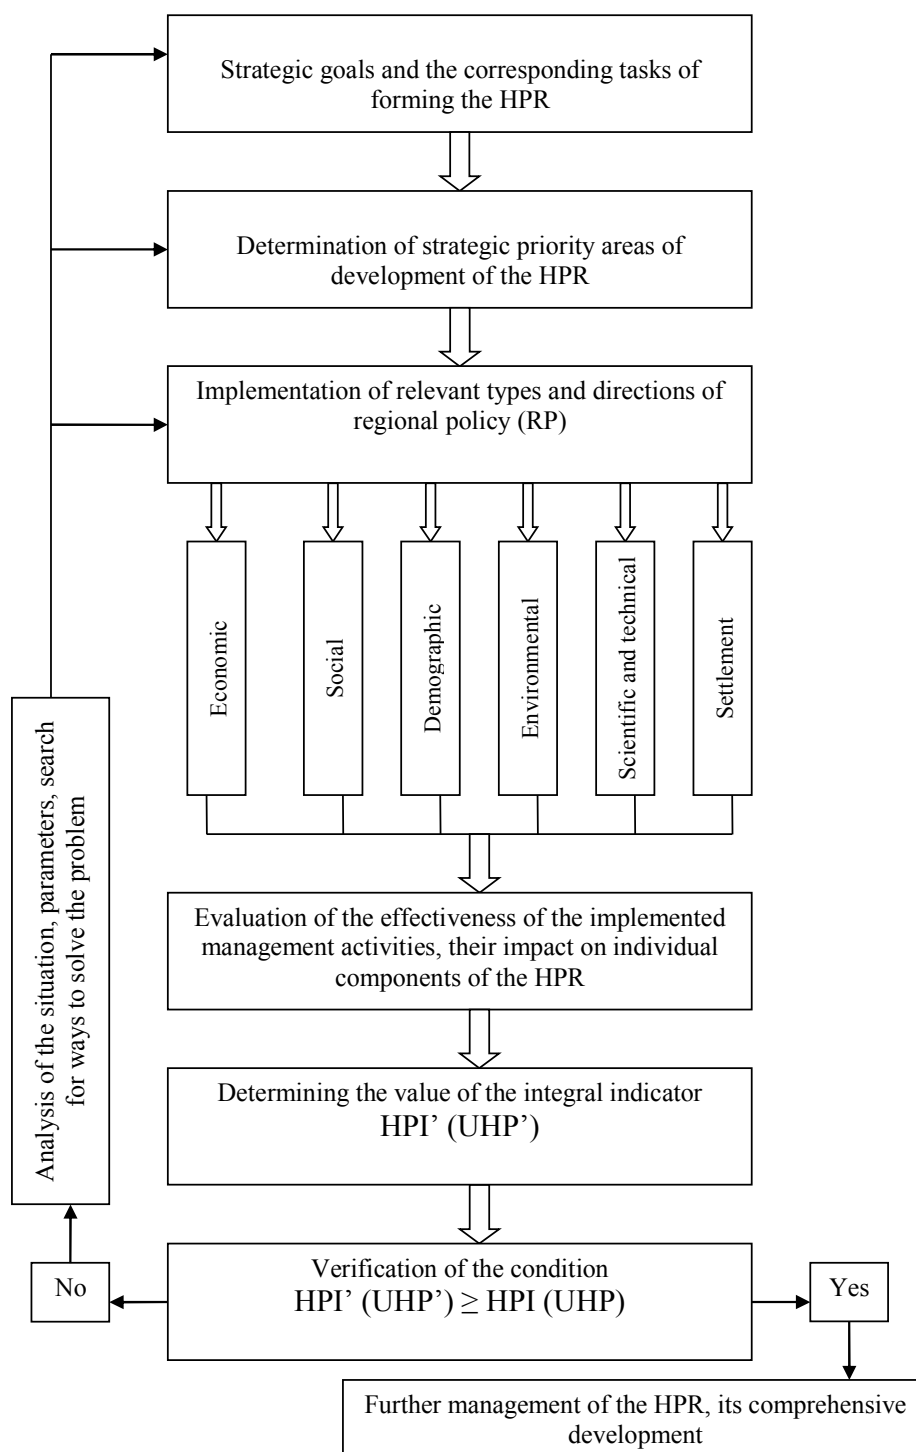 Strategic goals and the corresponding tasks of
forming the HPR
Determination of strategic priority areas of
development of the HPR
Implementation of relevant types and directions of
regional policy (RP)
Economic
Social
Demographic
Environmental
Scientific and technical
Settlement
Analysis of the situation, parameters, search
for ways to solve the problem
Evaluation of the effectiveness of the implemented
management activities, their impact on individual
components of the HPR
Determining the value of the integral indicator
HPI’ (UHP’)
Verification of the condition
HPI’ (UHP’) ≥ HPI (UHP)
No
Yes
Further management of the HPR, its comprehensive
development